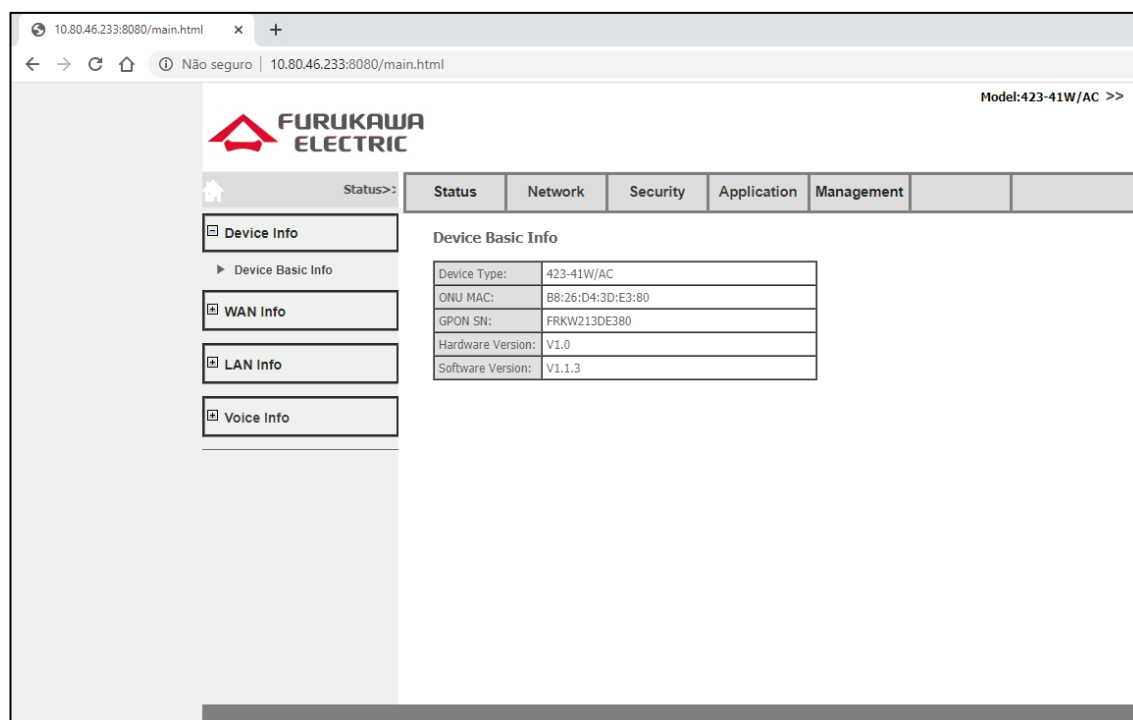 10.80.46.233:8080/main.html
Não seguro | 10.80.46.233:8080/main.html
Model:423-41W/AC >>
FURUKAWA
ELECTRIC
Status>:
Status Network Security Application Management
Device Info
Device Basic Info
WAN Info
LAN Info
Voice Info
Device Basic Info
Device Type: 423-41W/AC
ONU MAC: B8:26:D4:3D:E3:80
GPON SN: FRKW213DE380
Hardware Version: V1.0
Software Version: V1.1.3